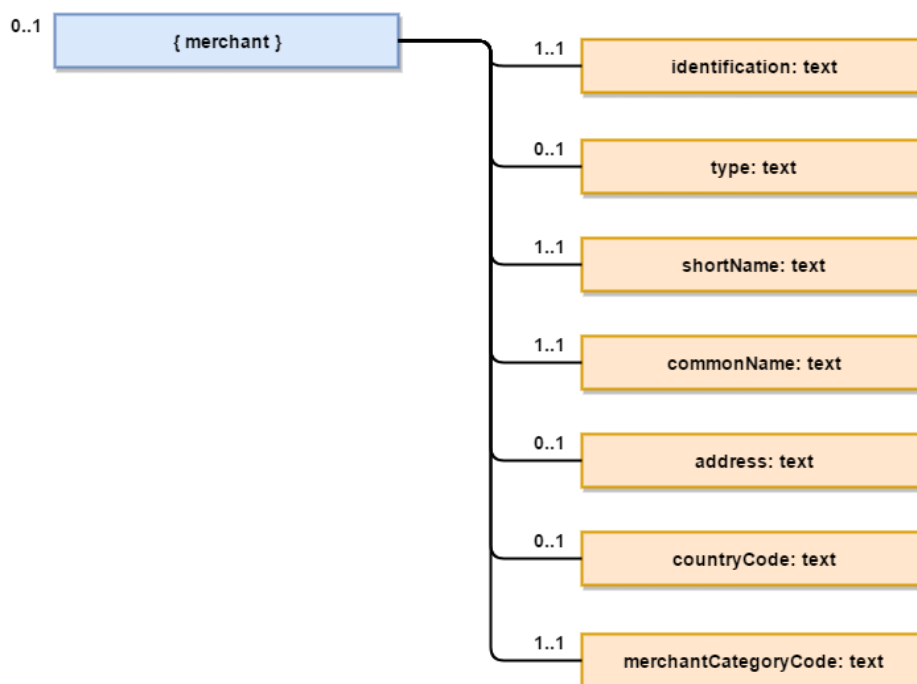 0..1
{ merchant }
1..1
identification: text
0..1
type: text
1..1
shortName: text
1..1
commonName: text
0..1
address: text
0..1
countryCode: text
1..1
merchantCategoryCode: text